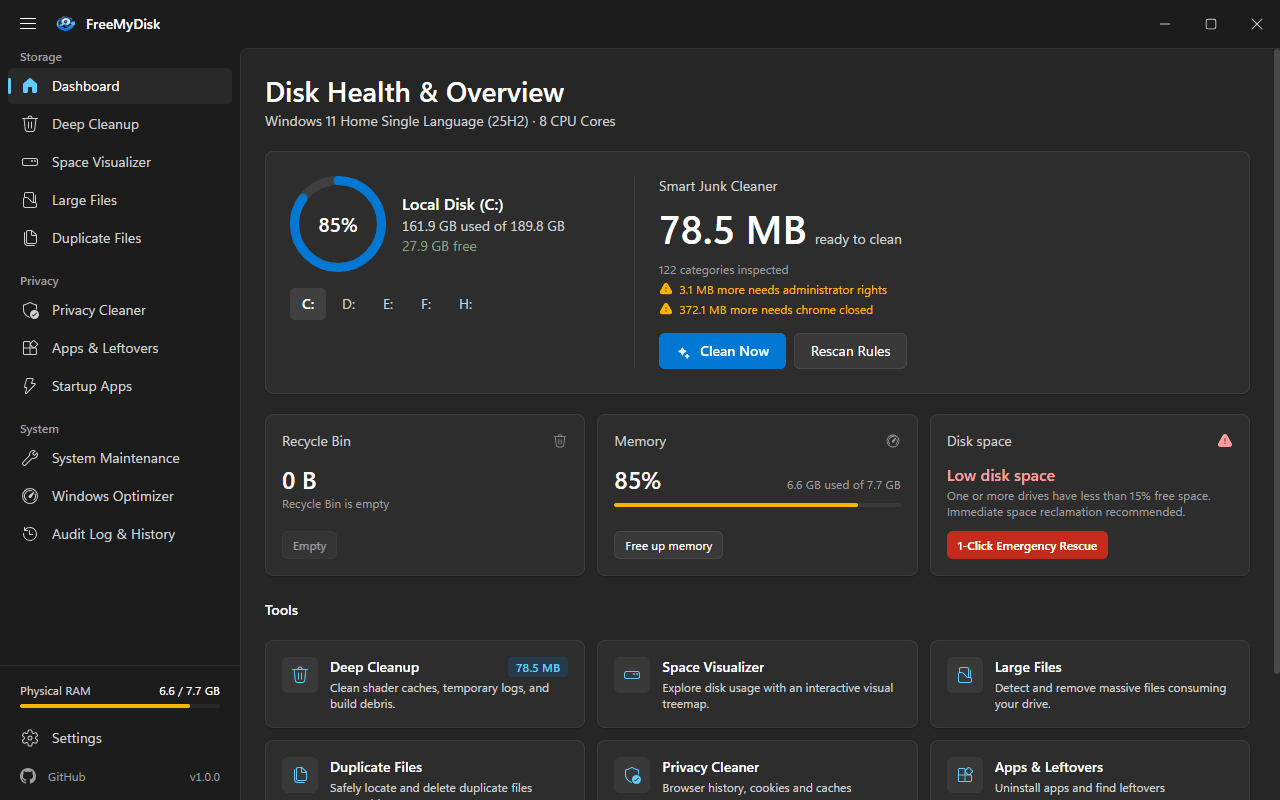 FreeMyDisk
Storage
Dashboard
Deep Cleanup
Space Visualizer
Large Files
Duplicate Files
Privacy
Privacy Cleaner
Apps & Leftovers
Startup Apps
System
System Maintenance
Windows Optimizer
Audit Log & History
Physical RAM
6.6 / 7.7 GB
Settings
GitHub
v1.0.0
Disk Health & Overview
Windows 11 Home Single Language (25H2) · 8 CPU Cores
85%
Local Disk (C:)
161.9 GB used of 189.8 GB
27.9 GB free
C:
D:
E:
F:
H:
Smart Junk Cleaner
78.5 MB ready to clean
122 categories inspected
3.1 MB more needs administrator rights
372.1 MB more needs chrome closed
Clean Now
Rescan Rules
Recycle Bin
0 B
Recycle Bin is empty
Empty
Memory
85%
6.6 GB used of 7.7 GB
Free up memory
Disk space
Low disk space
One or more drives have less than 15% free space.
Immediate space reclamation recommended.
1-Click Emergency Rescue
Tools
Deep Cleanup
78.5 MB
Clean shader caches, temporary logs, and
build debris.
Space Visualizer
Explore disk usage with an interactive visual
treemap.
Large Files
Detect and remove massive files consuming
your drive.
Duplicate Files
Safely locate and delete duplicate files
Privacy Cleaner
Browser history, cookies and caches
Apps & Leftovers
Uninstall apps and find leftovers